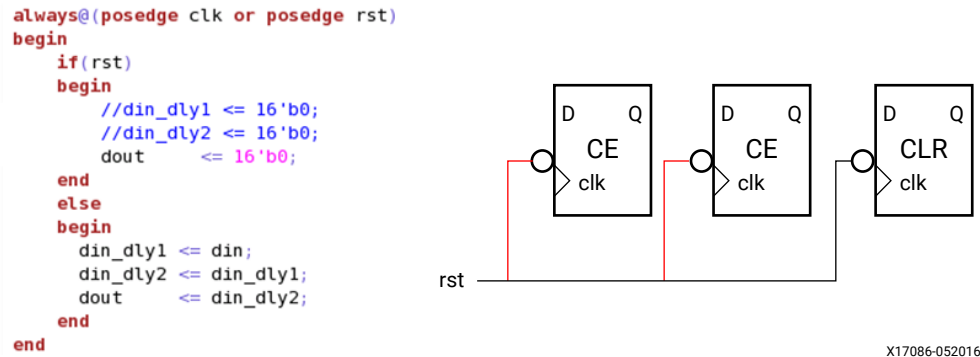 always@(posedge clk or posedge rst)
begin
if(rst)
begin
//din_dly1 <= 16'b0;
//din_dly2 <= 16'b0;
dout <= 16'b0;
end
else
begin
din_dly1 <= din;
din_dly2 <= din_dly1;
dout <= din_dly2;
end
end
D Q
CE
clk
D Q
CE
clk
D Q
CLR
clk
rst
X17086-052016